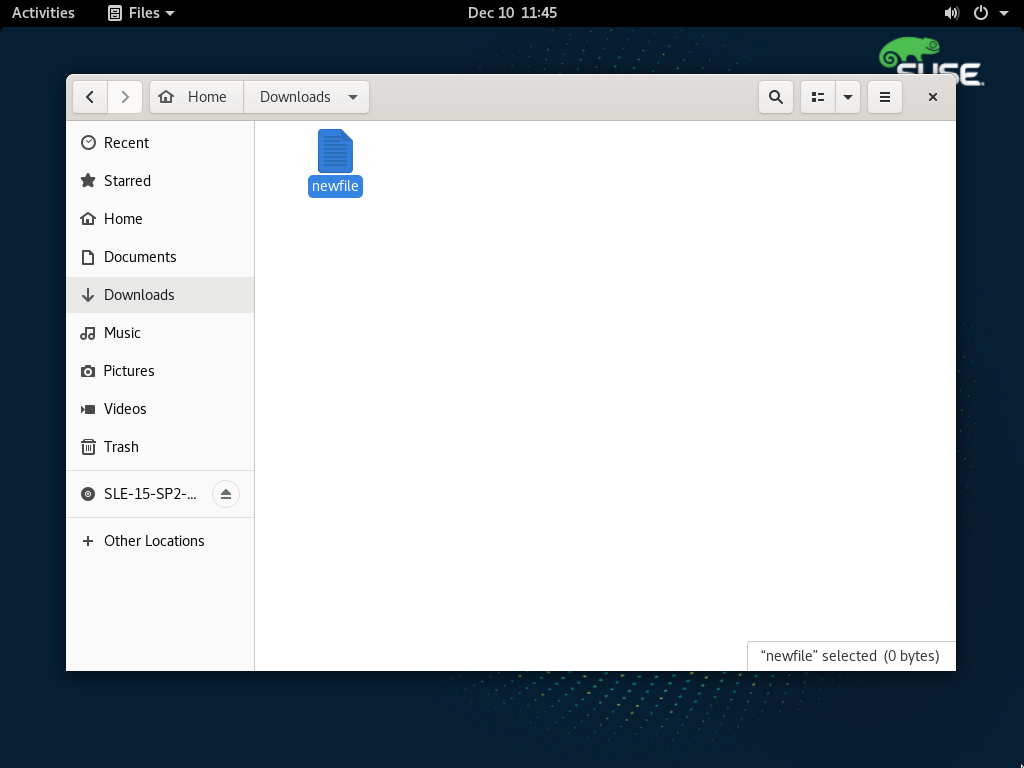 Activities Files Dec 10 11:45
SUSE
Home Downloads
Recent
Starred
Home
Documents
Downloads
Music
Pictures
Videos
Trash
SLE-15-SP2-...
Other Locations
newfile
“newfile” selected (0 bytes)